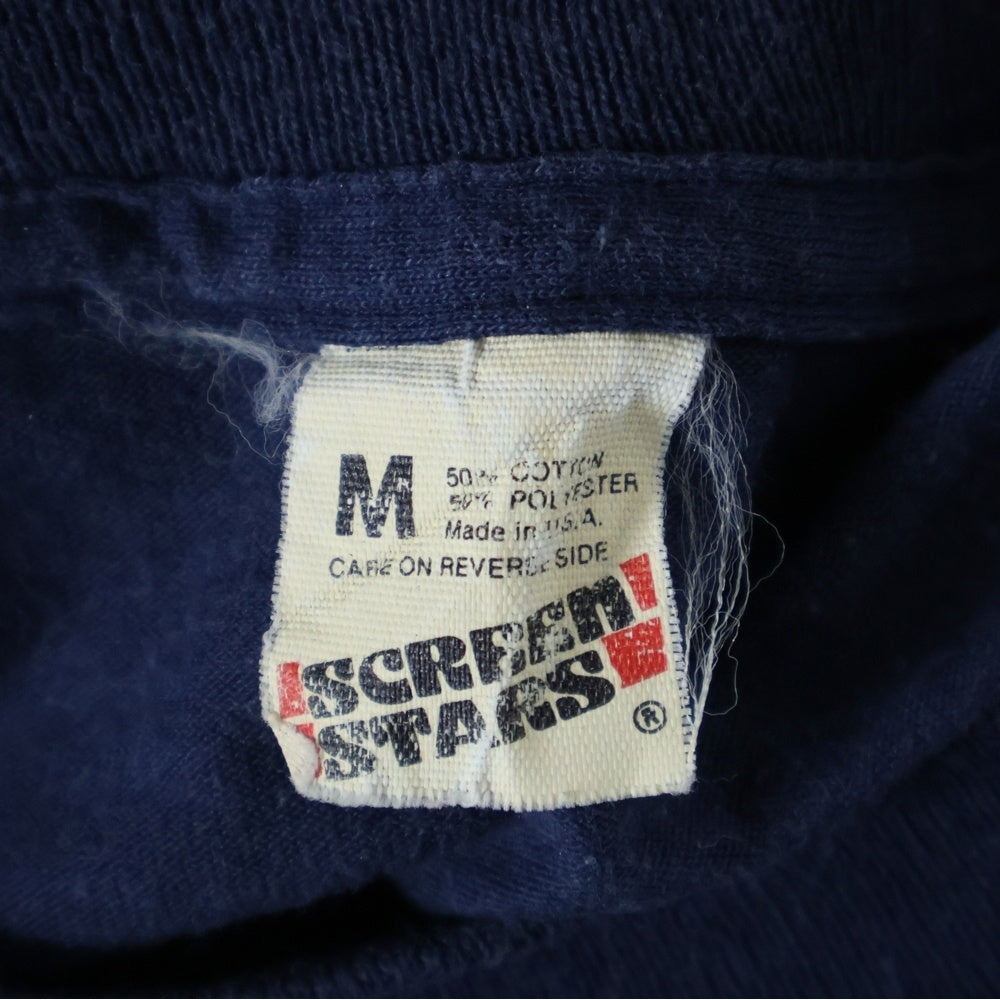 M
50% COTTON
50% POLYESTER
Made in U.S.A.
CARE ON REVERSE SIDE
SCREEN
STARS
®